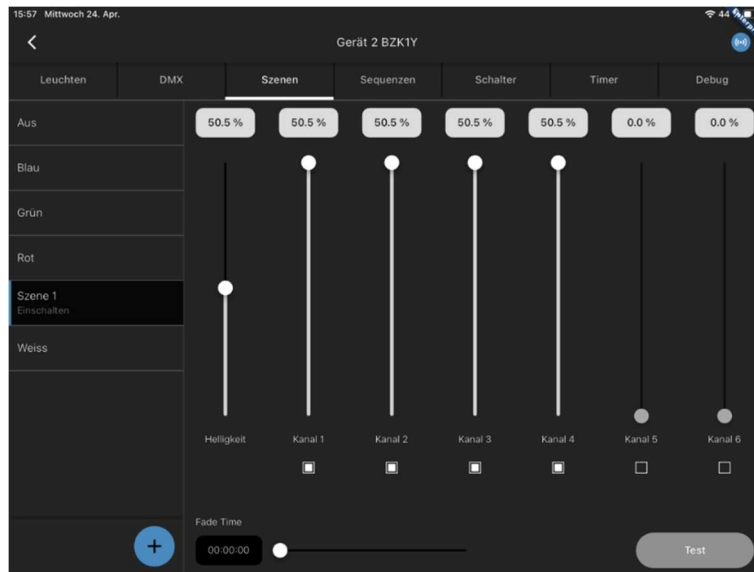 15:57 Mittwoch 24. Apr.
44
Gerät 2 BZK1Y
Leuchten DMX Szenen Sequenzen Schalter Timer Debug
Aus
Blau
Grün
Rot
Szene 1
Einschalten
Weiss
50.5 % 50.5 % 50.5 % 50.5 % 50.5 % 0.0 % 0.0 %
Helligkeit Kanal 1 Kanal 2 Kanal 3 Kanal 4 Kanal 5 Kanal 6
Fade Time
00:00:00
Test